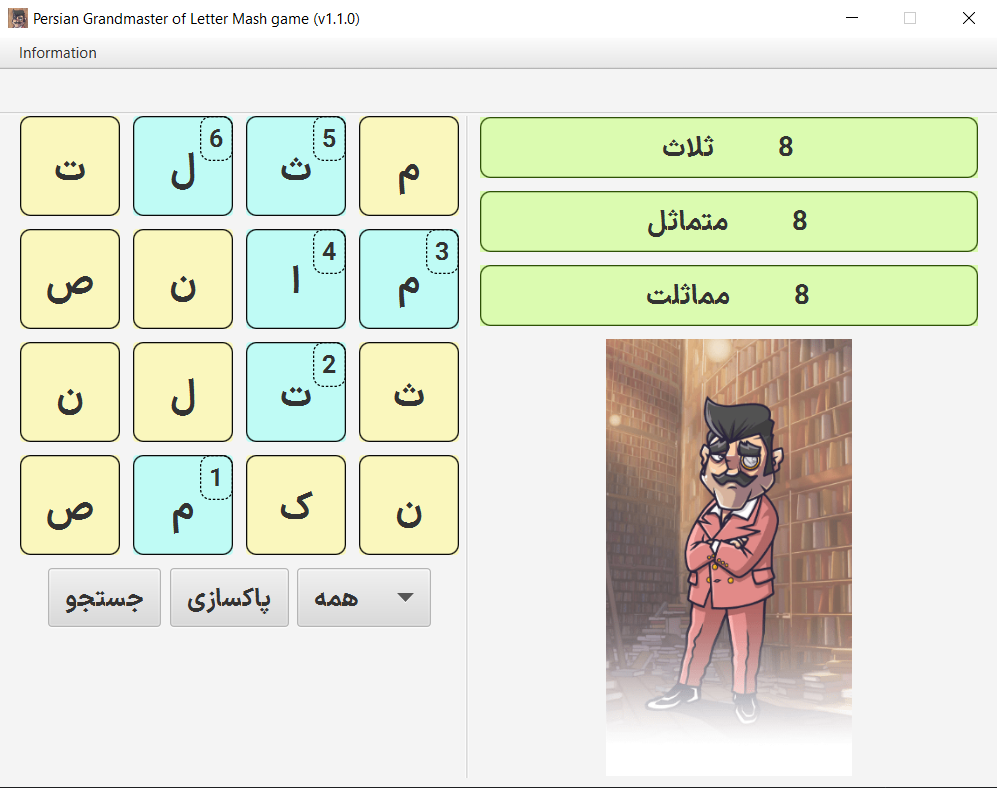 Persian Grandmaster of Letter Mash game (v1.1.0)
Information
ت ل 6 ث 5 م
ص ن ا 4 م 3
ن ل ت 2 ث
ص م 1 ک ن
جستجو پاکسازی همه
ثلاث 8
متماثل 8
مماثلت 8